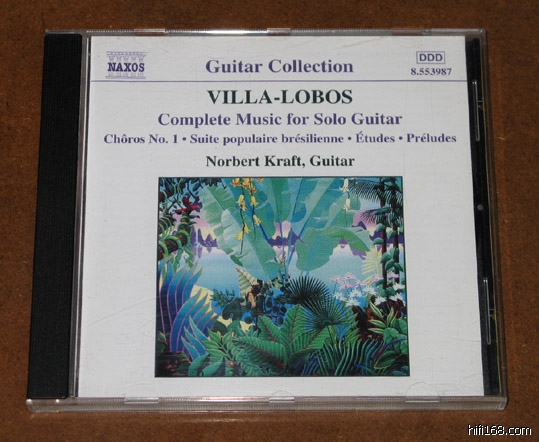 NAXOS
Guitar Collection
DDD
8.553987
VILLA-LOBOS
Complete Music for Solo Guitar
Chôros No. 1 • Suite populaire brésilienne • Études • Préludes
Norbert Kraft, Guitar
hifi168.com